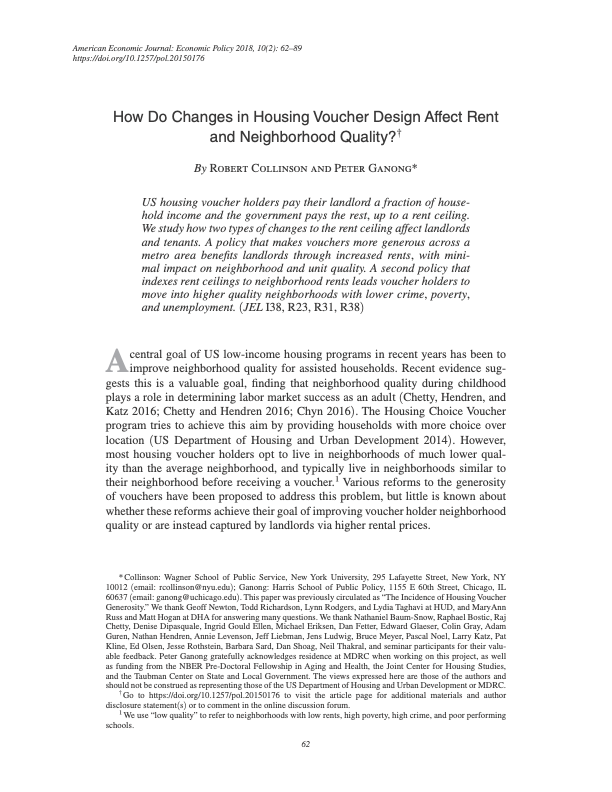 American Economic Journal: Economic Policy 2018, 10(2): 62–89
https://doi.org/10.1257/pol.20150176
How Do Changes in Housing Voucher Design Affect Rent
and Neighborhood Quality?†
By Robert Collinson and Peter Ganong*
US housing voucher holders pay their landlord a fraction of house-
hold income and the government pays the rest, up to a rent ceiling.
We study how two types of changes to the rent ceiling affect landlords
and tenants. A policy that makes vouchers more generous across a
metro area benefits landlords through increased rents, with mini-
mal impact on neighborhood and unit quality. A second policy that
indexes rent ceilings to neighborhood rents leads voucher holders to
move into higher quality neighborhoods with lower crime, poverty,
and unemployment. (JEL I38, R23, R31, R38)
A central goal of US low-income housing programs in recent years has been to
improve neighborhood quality for assisted households. Recent evidence sug-
gests this is a valuable goal, finding that neighborhood quality during childhood
plays a role in determining labor market success as an adult (Chetty, Hendren, and
Katz 2016; Chetty and Hendren 2016; Chyn 2016). The Housing Choice Voucher
program tries to achieve this aim by providing households with more choice over
location (US Department of Housing and Urban Development 2014). However,
most housing voucher holders opt to live in neighborhoods of much lower qual-
ity than the average neighborhood, and typically live in neighborhoods similar to
their neighborhood before receiving a voucher.1 Various reforms to the generosity
of vouchers have been proposed to address this problem, but little is known about
whether these reforms achieve their goal of improving voucher holder neighborhood
quality or are instead captured by landlords via higher rental prices.
*Collinson: Wagner School of Public Service, New York University, 295 Lafayette Street, New York, NY
10012 (email: rcollinson@nyu.edu); Ganong: Harris School of Public Policy, 1155 E 60th Street, Chicago, IL
60637 (email: ganong@uchicago.edu). This paper was previously circulated as “The Incidence of Housing Voucher
Generosity.” We thank Geoff Newton, Todd Richardson, Lynn Rodgers, and Lydia Taghavi at HUD, and MaryAnn
Russ and Matt Hogan at DHA for answering many questions. We thank Nathaniel Baum-Snow, Raphael Bostic, Raj
Chetty, Denise Dipasquale, Ingrid Gould Ellen, Michael Eriksen, Dan Fetter, Edward Glaeser, Colin Gray, Adam
Guren, Nathan Hendren, Annie Levenson, Jeff Liebman, Jens Ludwig, Bruce Meyer, Pascal Noel, Larry Katz, Pat
Kline, Ed Olsen, Jesse Rothstein, Barbara Sard, Dan Shoag, Neil Thakral, and seminar participants for their valu-
able feedback. Peter Ganong gratefully acknowledges residence at MDRC when working on this project, as well
as funding from the NBER Pre-Doctoral Fellowship in Aging and Health, the Joint Center for Housing Studies,
and the Taubman Center on State and Local Government. The views expressed here are those of the authors and
should not be construed as representing those of the US Department of Housing and Urban Development or MDRC.
†Go to https://doi.org/10.1257/pol.20150176 to visit the article page for additional materials and author
disclosure statement(s) or to comment in the online discussion forum.
1We use “low quality” to refer to neighborhoods with low rents, high poverty, high crime, and poor performing
schools.
62